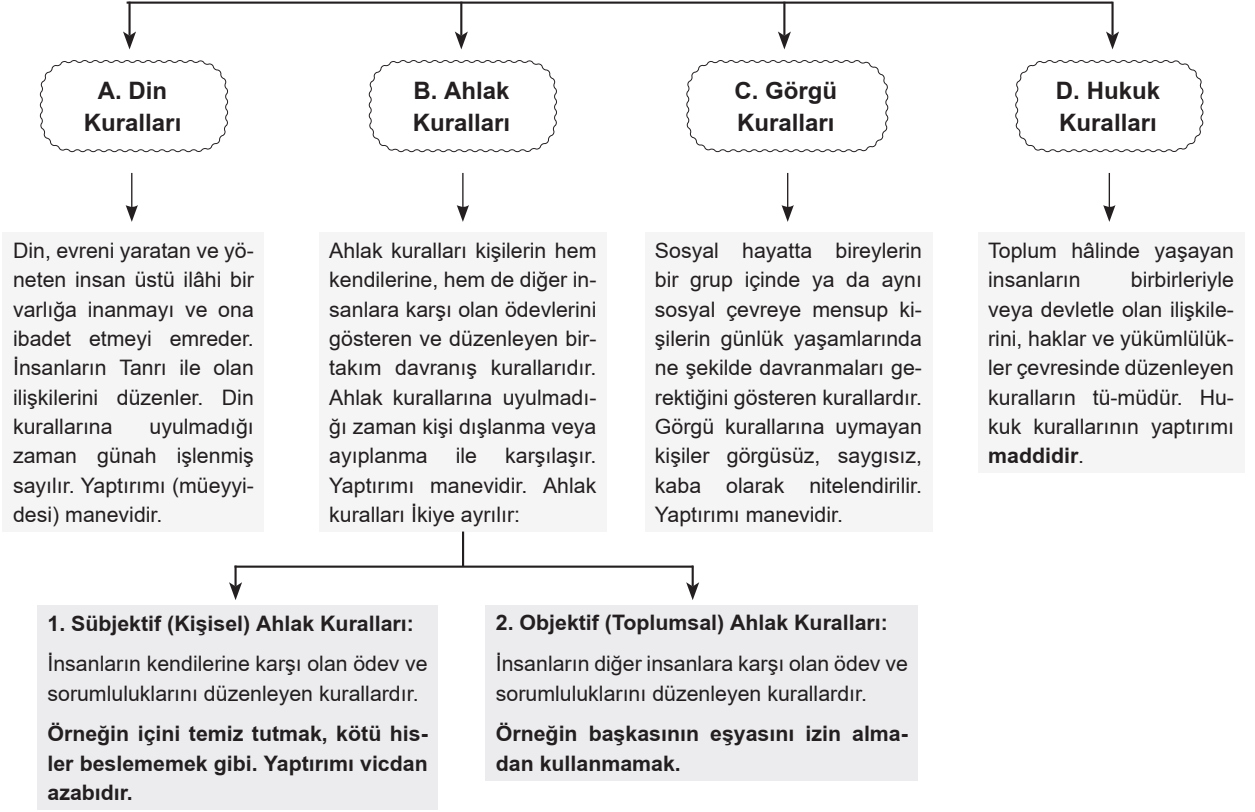 A. Din
Kuralları
B. Ahlak
Kuralları
C. Görgü
Kuralları
D. Hukuk
Kuralları
Din, evreni yaratan ve yö-
neten insan üstü ilâhi bir
varlığa inanmayı ve ona
ibadet etmeyi emreder.
İnsanların Tanrı ile olan
ilişkilerini düzenler. Din
kurallarına uyulmadığı
zaman günah işlenmiş
sayılır. Yaptırımı (müeyyi-
desi) manevidir.
Ahlak kuralları kişilerin hem
kendilerine, hem de diğer in-
sanlara karşı olan ödevlerini
gösteren ve düzenleyen bir-
takım davranış kurallarıdır.
Ahlak kurallarına uyulmadı-
ğı zaman kişi dışlanma veya
ayıplanma ile karşılaşır.
Yaptırımı manevidir. Ahlak
kuralları İkiye ayrılır:
Sosyal hayatta bireylerin
bir grup içinde ya da aynı
sosyal çevreye mensup ki-
şilerin günlük yaşamlarında
ne şekilde davranmaları ge-
rektiğini gösteren kurallardır.
Görgü kurallarına uymayan
kişiler görgüsüz, saygısız,
kaba olarak nitelendirilir.
Yaptırımı manevidir.
Toplum hâlinde yaşayan
insanların birbirleriyle
veya devletle olan ilişkile-
rini, haklar ve yükümlülük-
ler çevresinde düzenleyen
kuralların tü-müdür. Hu-
kuk kurallarının yaptırımı
maddidir.
1. Sübjektif (Kişisel) Ahlak Kuralları:
İnsanların kendilerine karşı olan ödev ve
sorumluluklarını düzenleyen kurallardır.
Örneğin içini temiz tutmak, kötü his-
ler beslememek gibi. Yaptırımı vicdan
azabıdır.
2. Objektif (Toplumsal) Ahlak Kuralları:
İnsanların diğer insanlara karşı olan ödev ve
sorumluluklarını düzenleyen kurallardır.
Örneğin başkasının eşyasını izin alma-
dan kullanmamak.